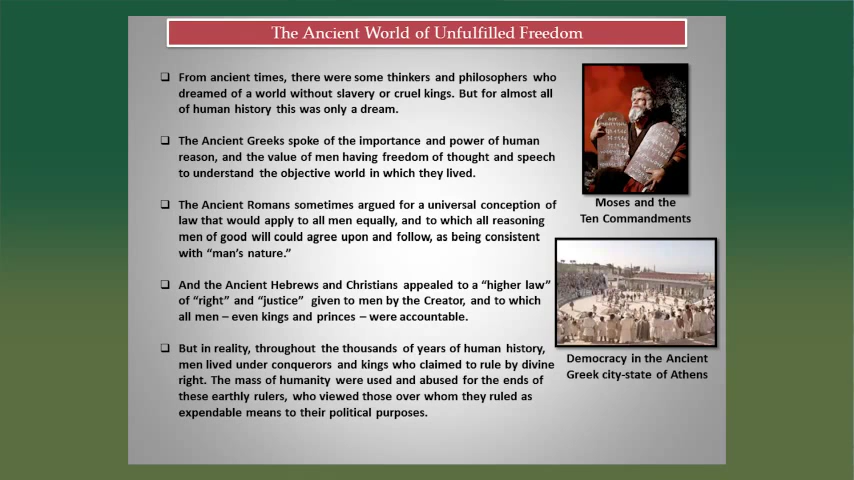 The Ancient World of Unfulfilled Freedom
From ancient times, there were some thinkers and philosophers who
dreamed of a world without slavery or cruel kings. But for almost all
of human history this was only a dream.
The Ancient Greeks spoke of the importance and power of human
reason, and the value of men having freedom of thought and speech
to understand the objective world in which they lived.
The Ancient Romans sometimes argued for a universal conception of
law that would apply to all men equally, and to which all reasoning
men of good will could agree upon and follow, as being consistent
with “man’s nature.”
And the Ancient Hebrews and Christians appealed to a “higher law”
of “right” and “justice” given to men by the Creator, and to which
all men – even kings and princes – were accountable.
But in reality, throughout the thousands of years of human history,
men lived under conquerors and kings who claimed to rule by divine
right. The mass of humanity were used and abused for the ends of
these earthly rulers, who viewed those over whom they ruled as
expendable means to their political purposes.
Moses and the
Ten Commandments
Democracy in the Ancient
Greek city-state of Athens